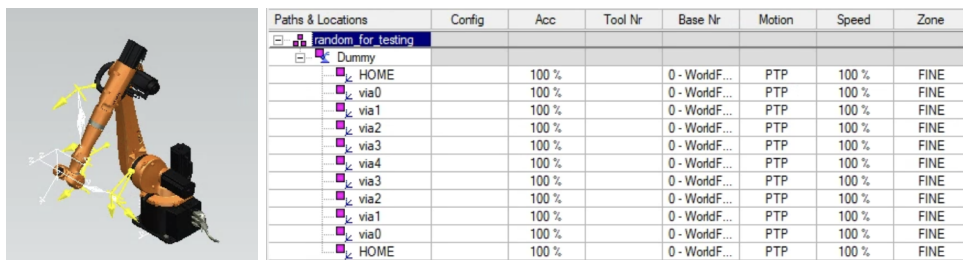 Paths & Locations Config Acc Tool Nr Base Nr Motion Speed Zone
random_for_testing
Dummy
HOME 100 % 0 - WorldF... PTP 100 % FINE
via0 100 % 0 - WorldF... PTP 100 % FINE
via1 100 % 0 - WorldF... PTP 100 % FINE
via2 100 % 0 - WorldF... PTP 100 % FINE
via3 100 % 0 - WorldF... PTP 100 % FINE
via4 100 % 0 - WorldF... PTP 100 % FINE
via3 100 % 0 - WorldF... PTP 100 % FINE
via2 100 % 0 - WorldF... PTP 100 % FINE
via1 100 % 0 - WorldF... PTP 100 % FINE
via0 100 % 0 - WorldF... PTP 100 % FINE
HOME 100 % 0 - WorldF... PTP 100 % FINE